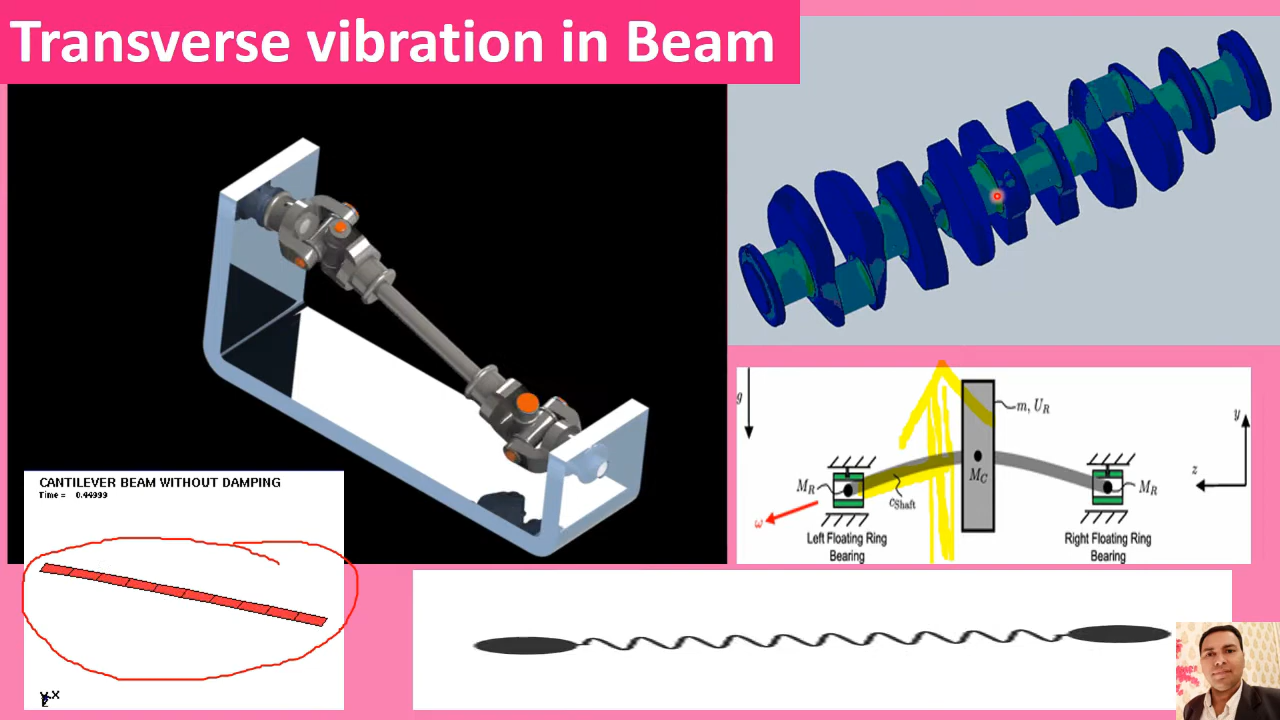 Transverse vibration in Beam
CANTILEVER BEAM WITHOUT DAMPING
Time = 0.44999
Y X
Z
g
m, U_R
y
z
M_C
M_R
M_R
c_Shaft
ω
Left Floating Ring
Bearing
Right Floating Ring
Bearing